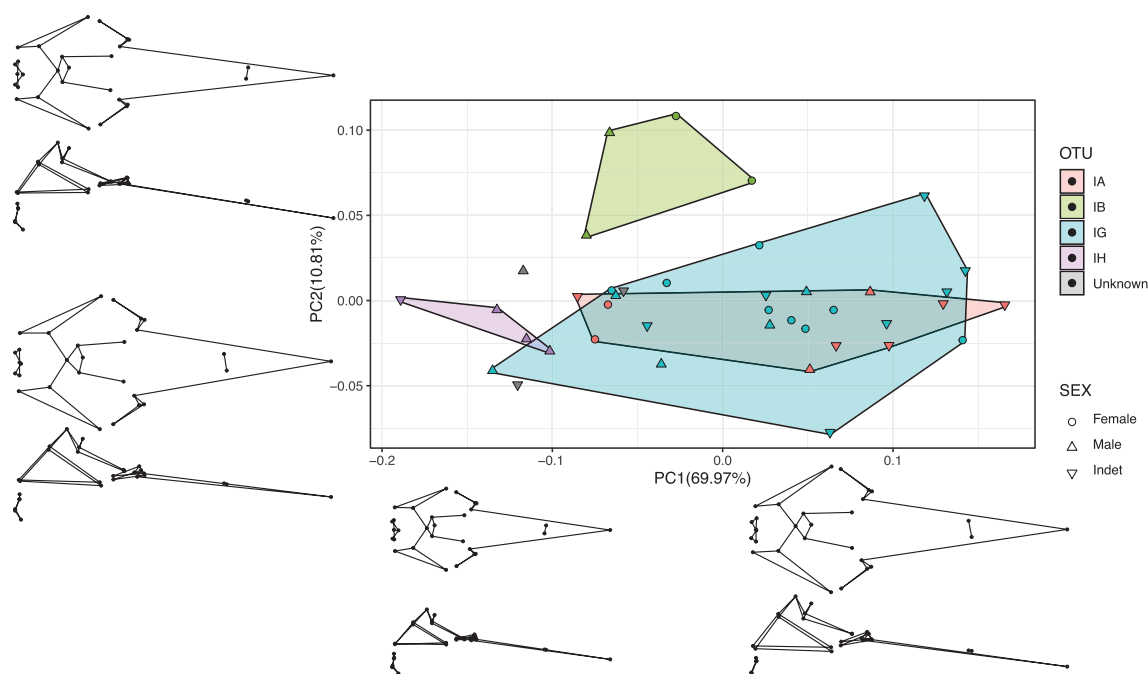 0.10
0.05
0.00
−0.05
PC2(10.81%)
−0.2
−0.1
0.0
0.1
PC1(69.97%)
OTU
IA
IB
IG
IH
Unknown
SEX
Female
Male
Indet